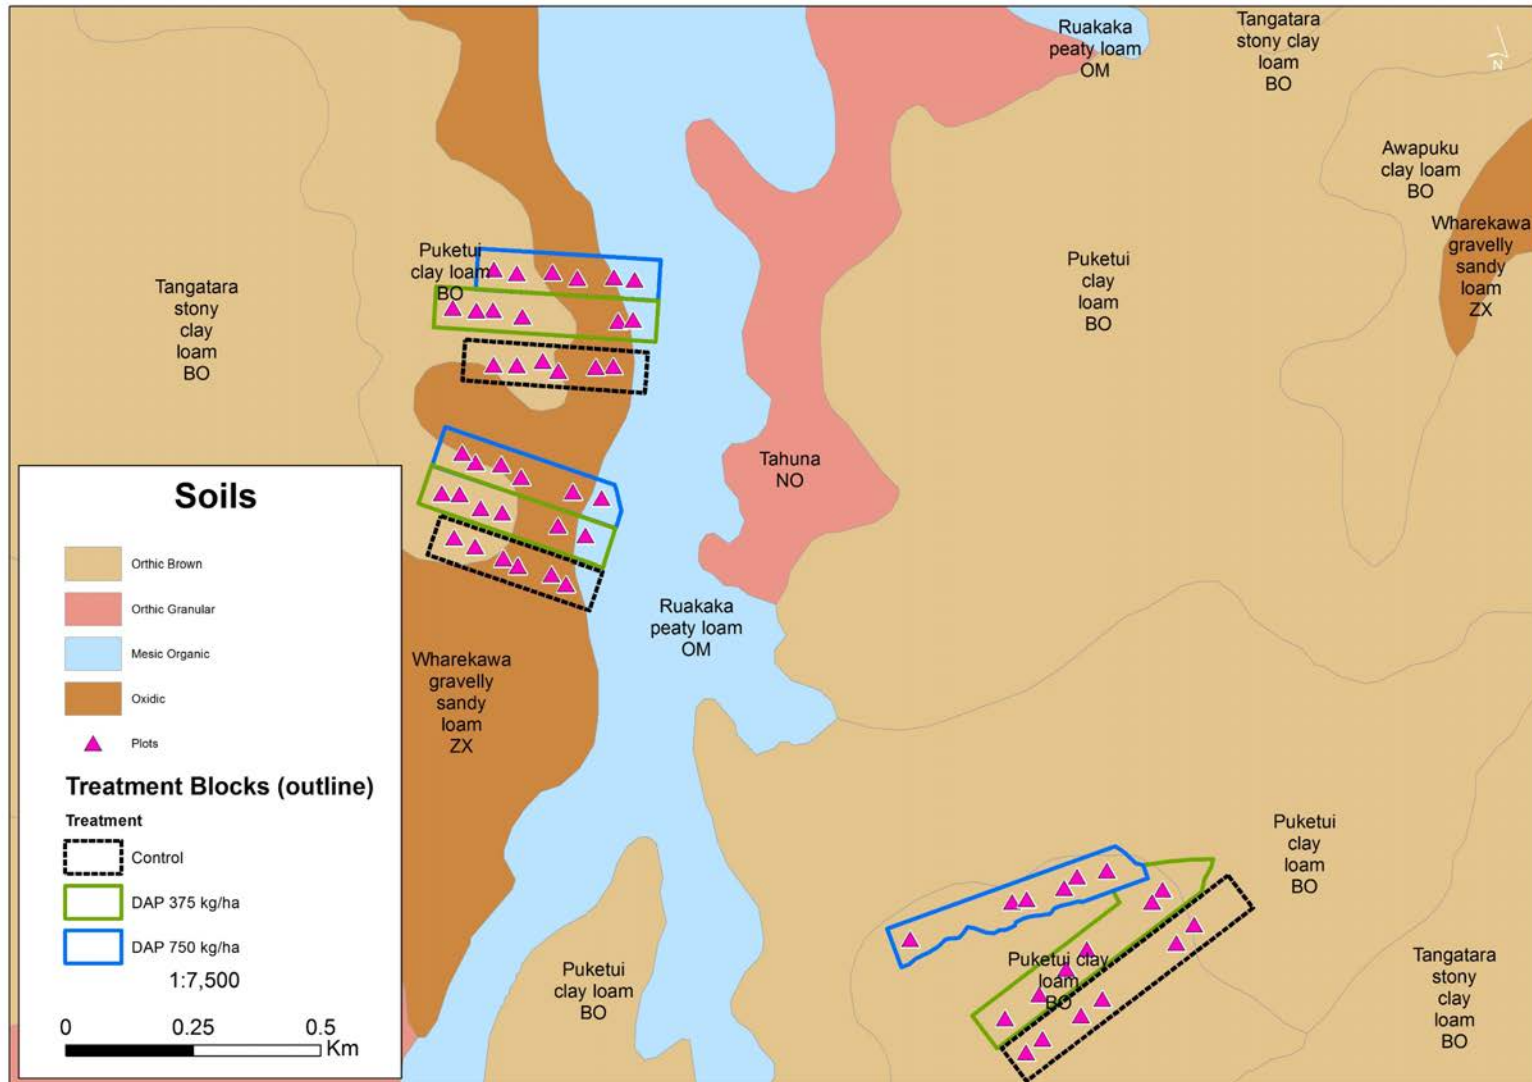 Ruakaka
peaty loam
OM
Tangatara
stony clay
loam
BO
N
Awapuku
clay loam
BO
Wharekawa
gravelly
sandy
loam
ZX
Puketui
clay loam
BO
Puketui
clay
loam
BO
Tangatara
stony
clay
loam
BO
Tahuna
NO
Ruakaka
peaty loam
OM
Wharekawa
gravelly
sandy
loam
ZX
Puketui
clay
loam
BO
Puketui clay
loam
BO
Puketui
clay loam
BO
Tangatara
stony
clay
loam
BO
Soils
Orthic Brown
Orthic Granular
Mesic Organic
Oxidic
Plots
Treatment Blocks (outline)
Treatment
Control
DAP 375 kg/ha
DAP 750 kg/ha
1:7,500
0 0.25 0.5
Km